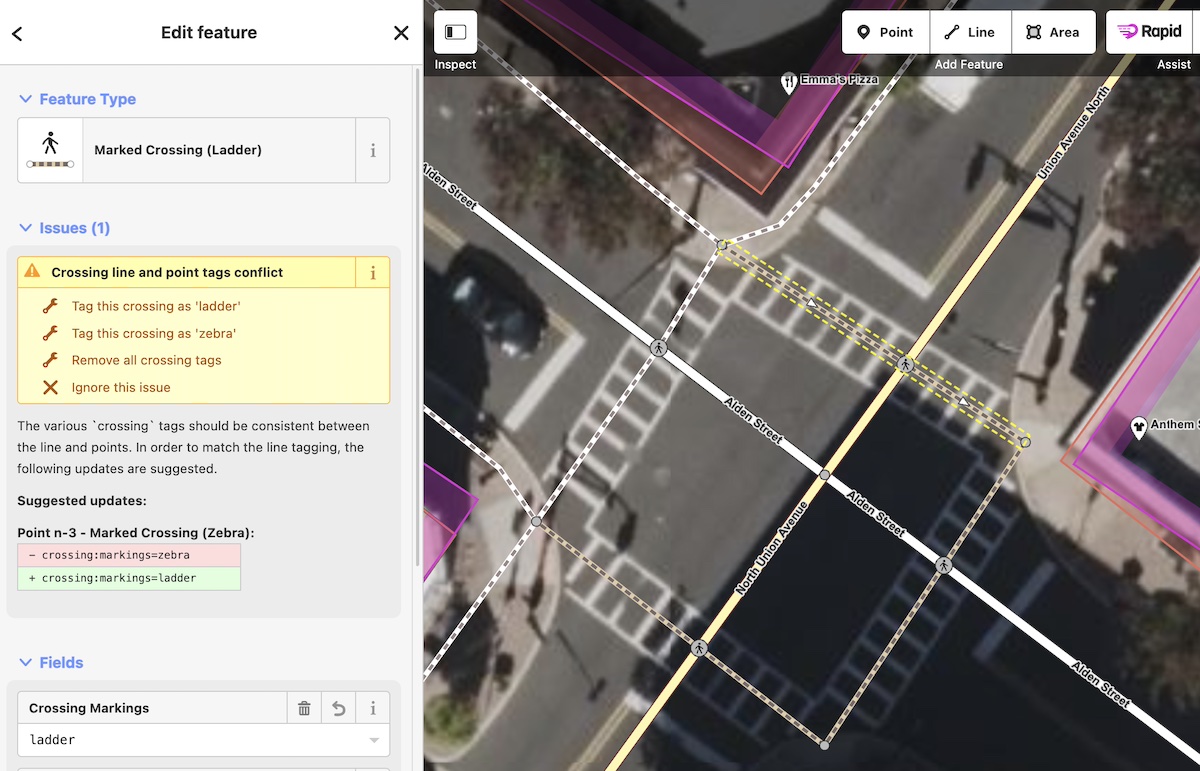 Edit feature
Feature Type
Marked Crossing (Ladder)
Issues (1)
Crossing line and point tags conflict
Tag this crossing as 'ladder'
Tag this crossing as 'zebra'
Remove all crossing tags
Ignore this issue
The various `crossing` tags should be consistent between
the line and points. In order to match the line tagging, the
following updates are suggested.
Suggested updates:
Point n-3 - Marked Crossing (Zebra):
− crossing:markings=zebra
+ crossing:markings=ladder
Fields
Crossing Markings
ladder
Inspect
Point
Line
Area
Add Feature
Rapid
Assist
Emma's Pizza
Union Avenue North
Alden Street
Alden Street
Anthem
Alden Street
North Union Avenue
Alden Street